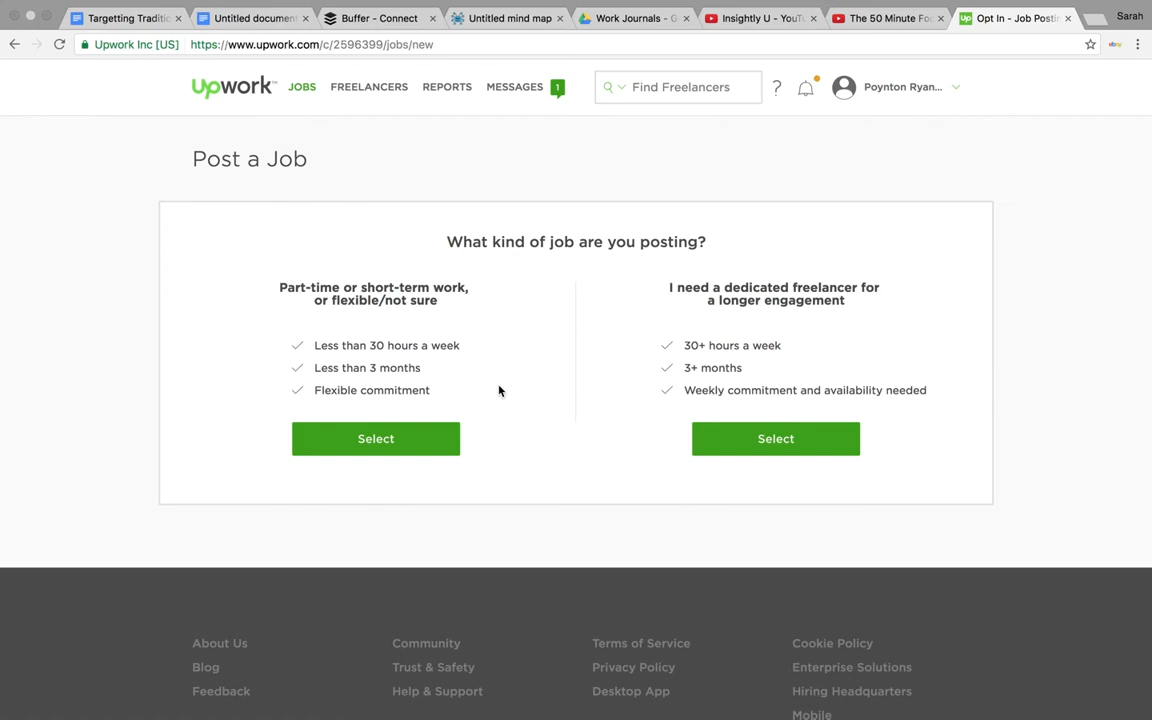 Targetting Traditio
Untitled document
Buffer - Connect
Untitled mind map
Work Journals - G
Insightly U - YouTu
The 50 Minute Fo
Opt In - Job Postin
Sarah
Upwork Inc [US]
https://www.upwork.com/c/2596399/jobs/new
ebay
upwork™
JOBS
FREELANCERS
REPORTS
MESSAGES
1
Find Freelancers
?
Poynton Ryan...
Post a Job
What kind of job are you posting?
Part-time or short-term work,
or flexible/not sure
Less than 30 hours a week
Less than 3 months
Flexible commitment
Select
I need a dedicated freelancer for
a longer engagement
30+ hours a week
3+ months
Weekly commitment and availability needed
Select
About Us
Community
Terms of Service
Cookie Policy
Blog
Trust & Safety
Privacy Policy
Enterprise Solutions
Feedback
Help & Support
Desktop App
Hiring Headquarters
Mobile